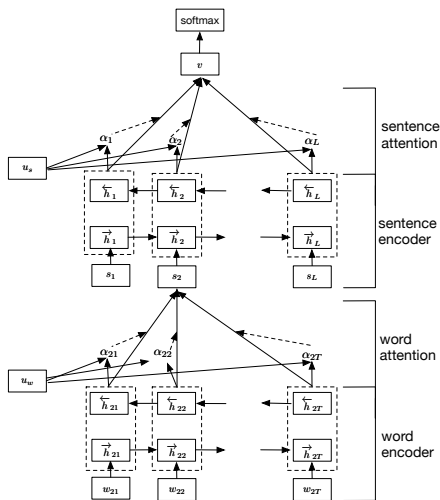 softmax
v
α1 α2 αL
sentence
attention
us
←h1 ←h2 ←hL
→h1 →h2 →hL
sentence
encoder
s1 s2 sL
word
attention
α21 α22 α2T
uw
←h21 ←h22 ←h2T
word
encoder
→h21 →h22 →h2T
w21 w22 w2T